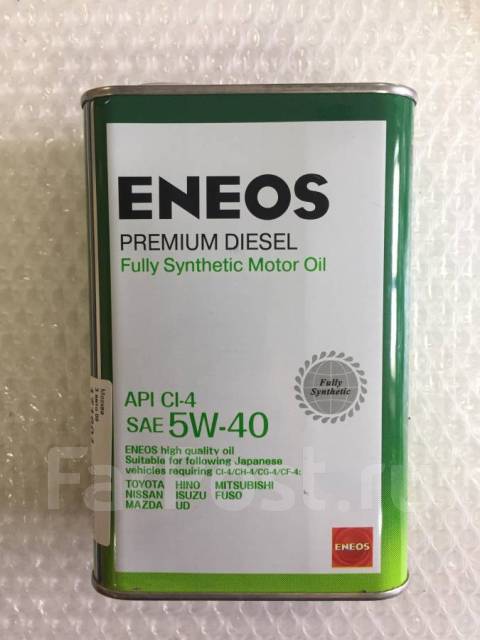 ENEOS
PREMIUM DIESEL
Fully Synthetic Motor Oil
Fully
Synthetic
API CI-4
SAE 5W-40
ENEOS high quality oil
Suitable for following Japanese
vehicles requiring CI-4/CH-4/CG-4/CF-4:
TOYOTA HINO MITSUBISHI
NISSAN ISUZU FUSO
MAZDA UD
ENEOS
FarPost.ru